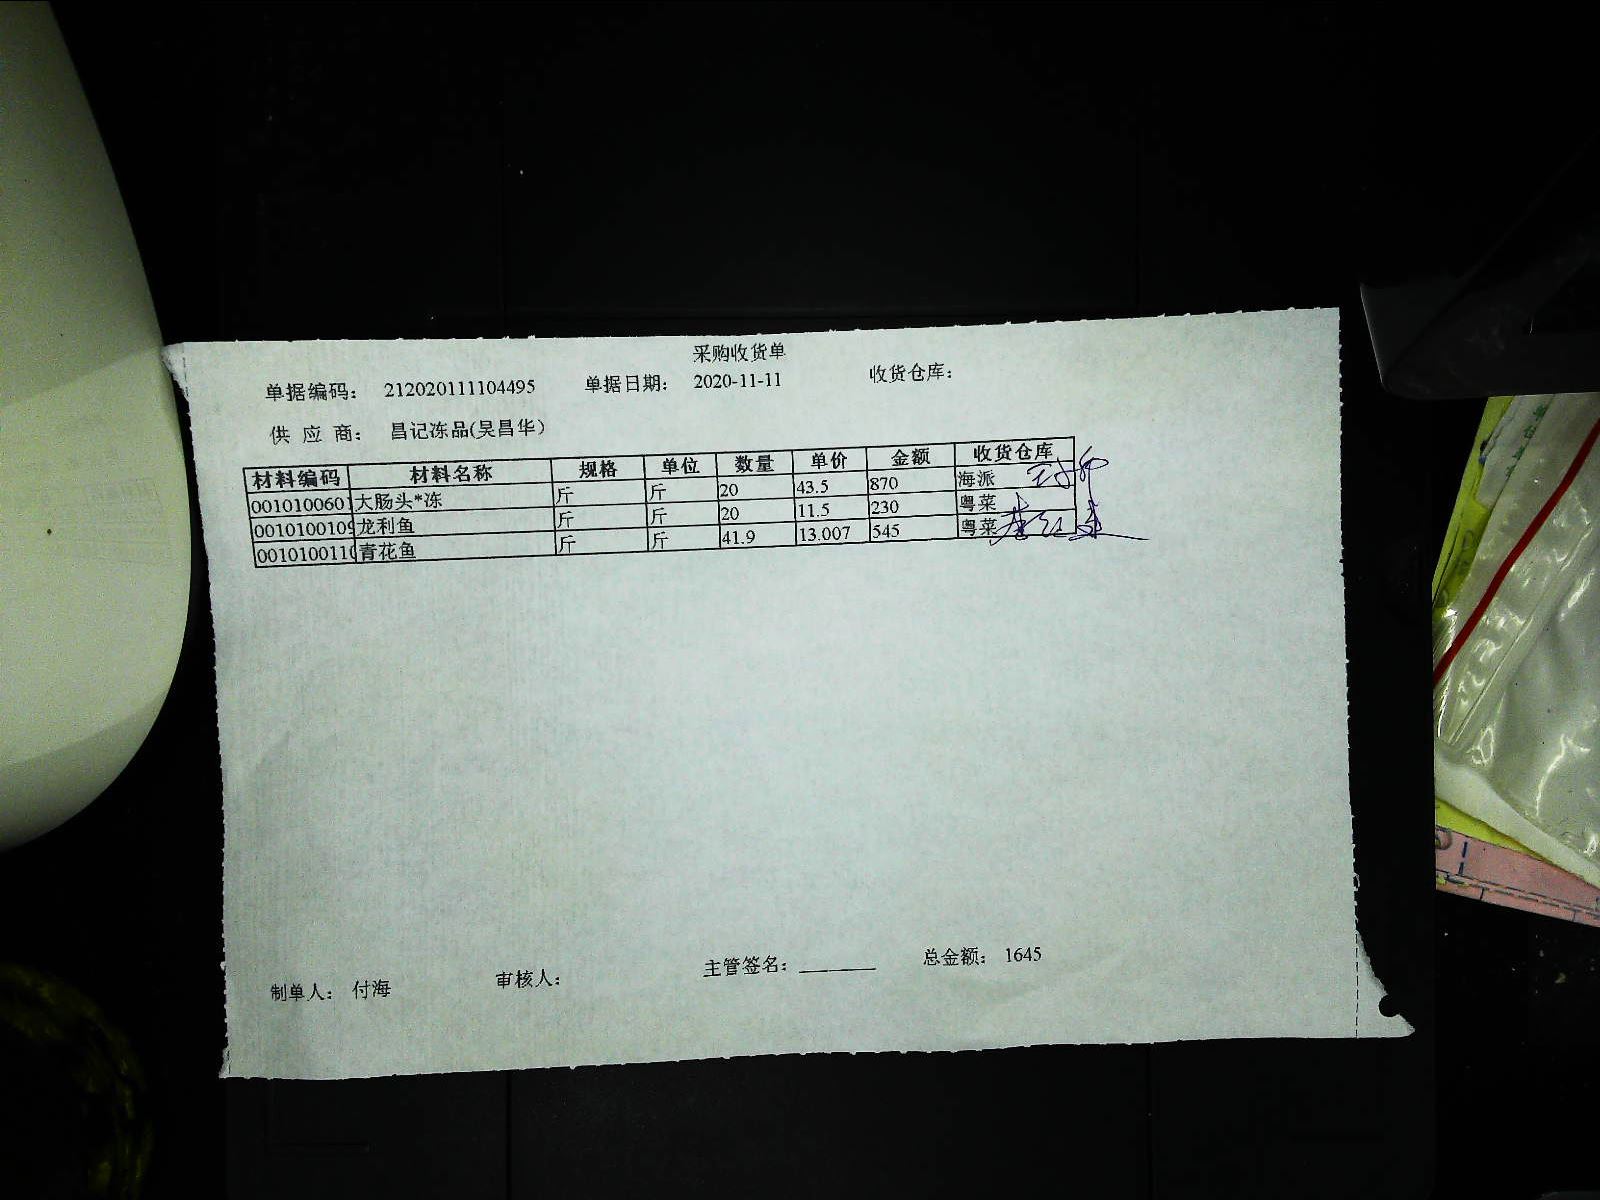 采购收货单
单据编码： 212020111104495 单据日期： 2020-11-11 收货仓库：
供 应 商： 昌记冻品(吴昌华)
材料编码 材料名称 规格 单位 数量 单价 金额 收货仓库
0010100601 大肠头*冻 斤 斤 20 43.5 870 海派
001010010 龙利鱼 斤 斤 20 11.5 230 粤菜
001010011 青花鱼 斤 斤 41.9 13.007 545 粤菜
制单人： 付海 审核人： 主管签名： 总金额： 1645